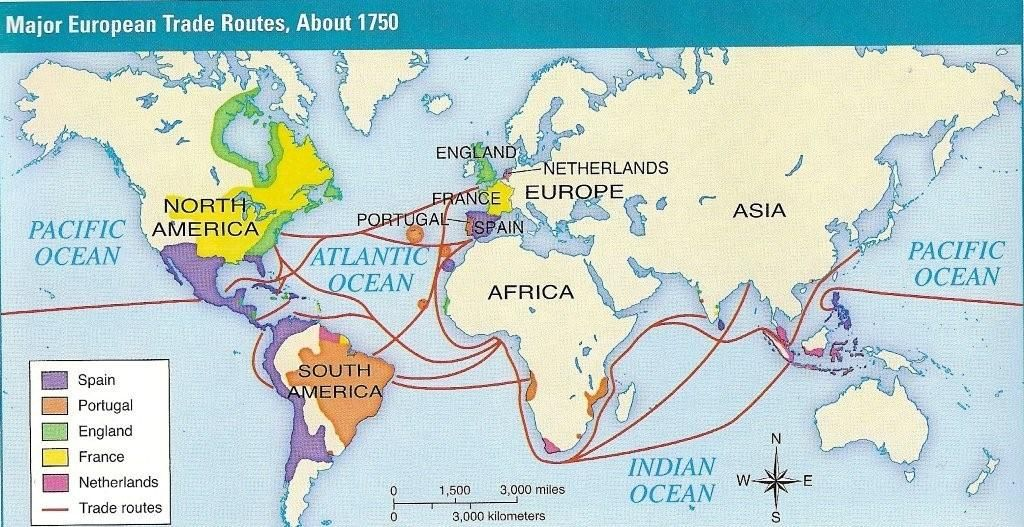 Major European Trade Routes, About 1750
ENGLAND
NETHERLANDS
FRANCE
EUROPE
PORTUGAL
SPAIN
NORTH
AMERICA
ASIA
PACIFIC
OCEAN
ATLANTIC
OCEAN
PACIFIC
OCEAN
AFRICA
SOUTH
AMERICA
Spain
Portugal
England
France
Netherlands
Trade routes
0 1,500 3,000 miles
0 3,000 kilometers
INDIAN
OCEAN
N
W E
S